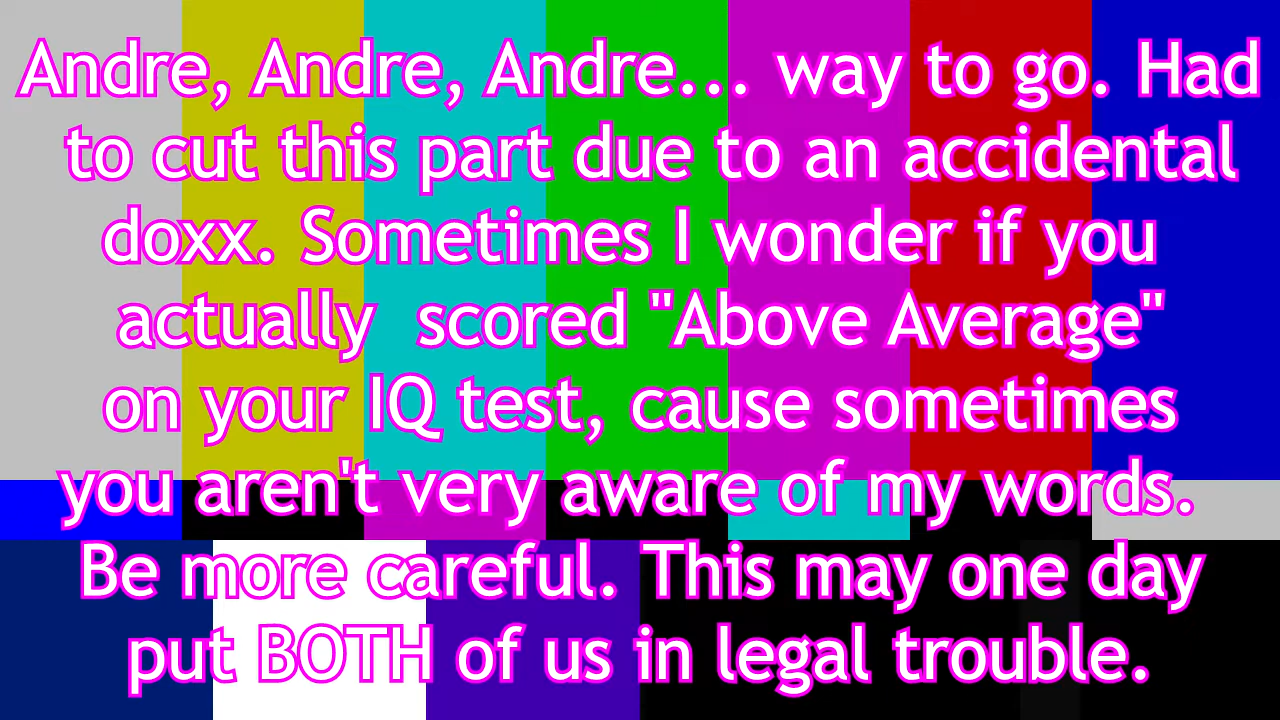 Andre, Andre, Andre... way to go. Had
to cut this part due to an accidental
doxx. Sometimes I wonder if you
actually  scored "Above Average"
on your IQ test, cause sometimes
you aren't very aware of my words.
Be more careful. This may one day
put BOTH of us in legal trouble.